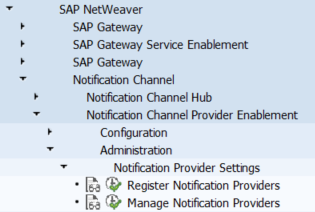 SAP NetWeaver
SAP Gateway
SAP Gateway Service Enablement
SAP Gateway
Notification Channel
Notification Channel Hub
Notification Channel Provider Enablement
Configuration
Administration
Notification Provider Settings
Register Notification Providers
Manage Notification Providers